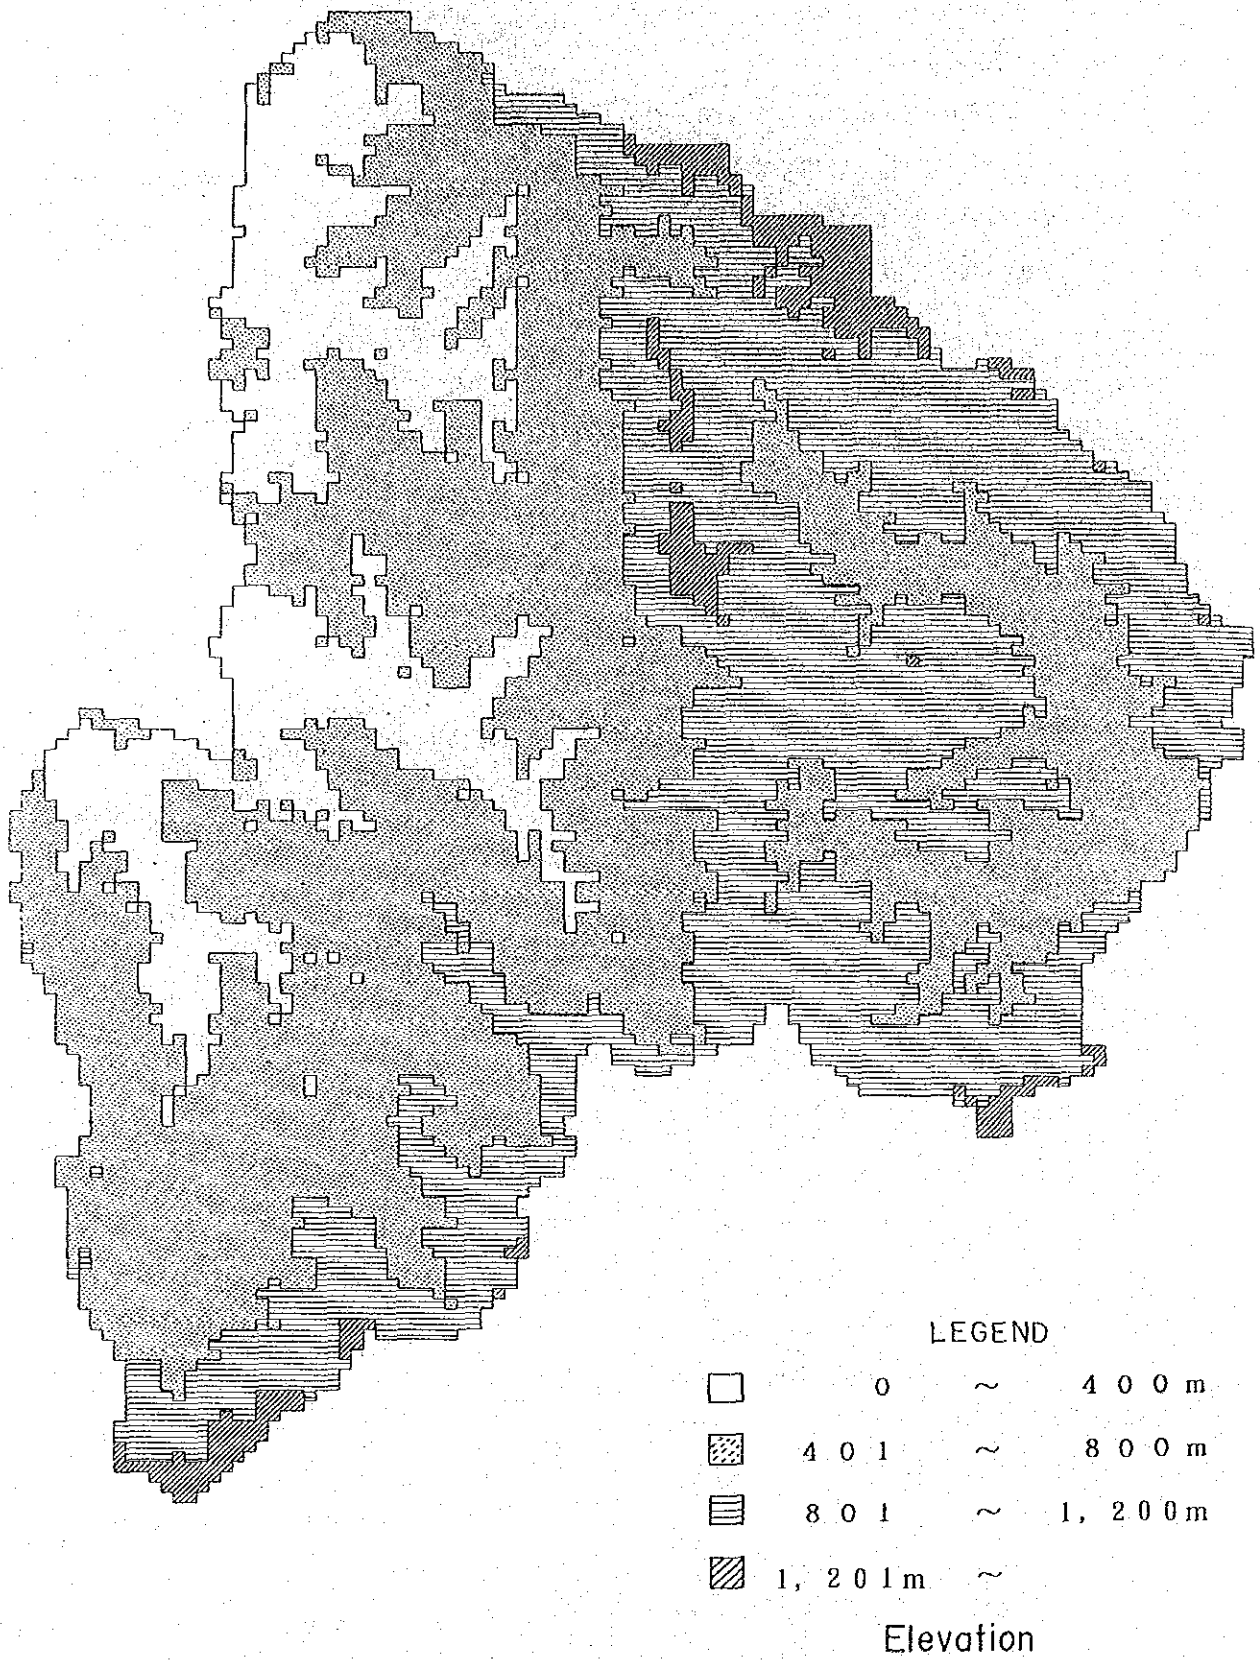 LEGEND
0 ~ 400m
401 ~ 800m
801 ~ 1,200m
1,201m ~
Elevation